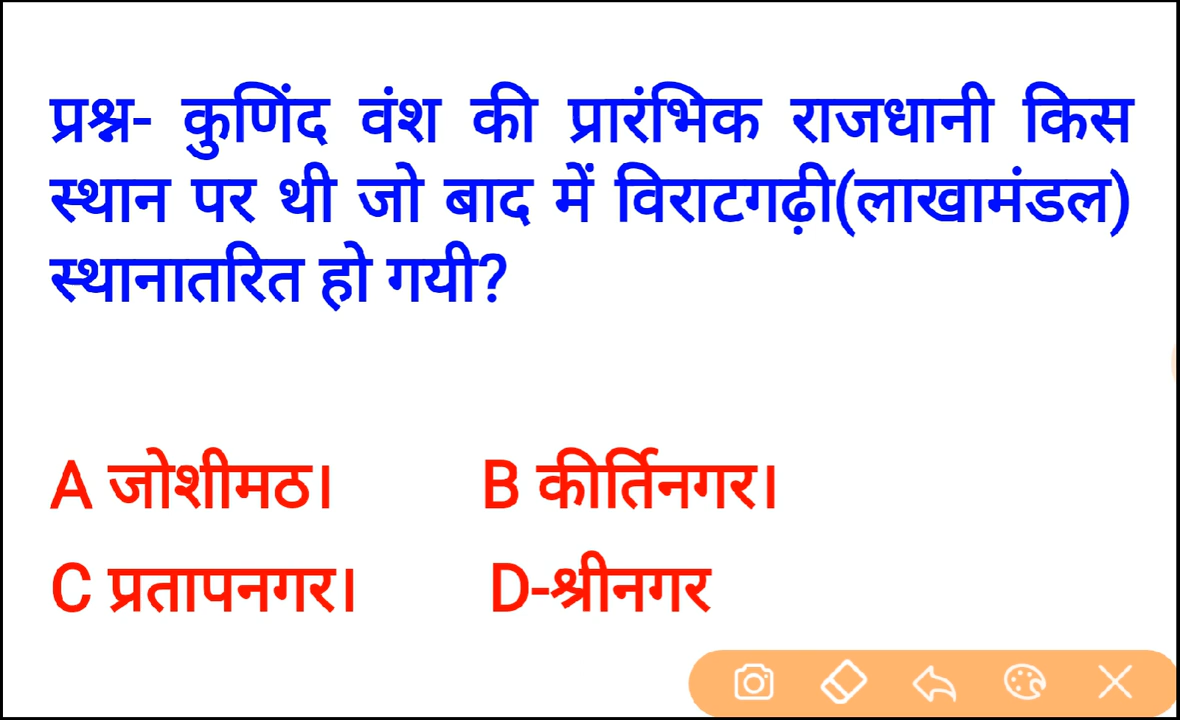 प्रश्न- कुणिंद वंश की प्रारंभिक राजधानी किस
स्थान पर थी जो बाद में विराटगढ़ी(लाखामंडल)
स्थानातरित हो गयी?
A जोशीमठ। B कीर्तिनगर।
C प्रतापनगर। D-श्रीनगर